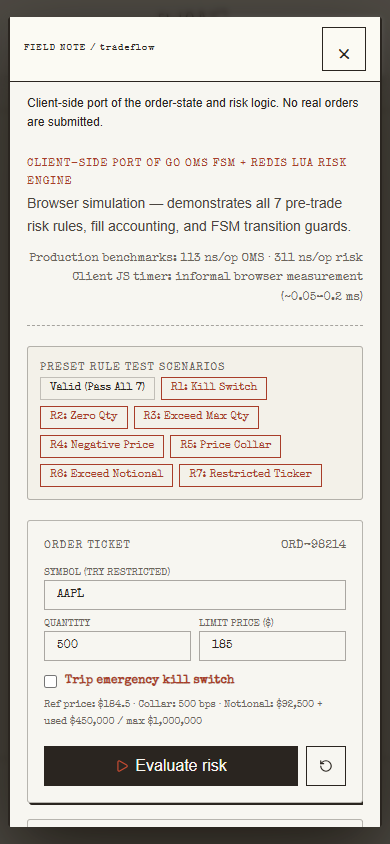 FIELD NOTE / tradeflow
×
Client-side port of the order-state and risk logic. No real orders
are submitted.
CLIENT-SIDE PORT OF GO OMS FSM + REDIS LUA RISK
ENGINE
Browser simulation — demonstrates all 7 pre-trade
risk rules, fill accounting, and FSM transition guards.
Production benchmarks: 113 ns/op OMS · 311 ns/op risk
Client JS timer: informal browser measurement
(~0.05–0.2 ms)
PRESET RULE TEST SCENARIOS
Valid (Pass All 7) R1: Kill Switch
R2: Zero Qty R3: Exceed Max Qty
R4: Negative Price R5: Price Collar
R6: Exceed Notional R7: Restricted Ticker
ORDER TICKET ORD-98214
SYMBOL (TRY RESTRICTED)
AAPL
QUANTITY LIMIT PRICE ($)
500 185
Trip emergency kill switch
Ref price: $184.5 · Collar: 500 bps · Notional: $92,500 +
used $450,000 / max $1,000,000
Evaluate risk